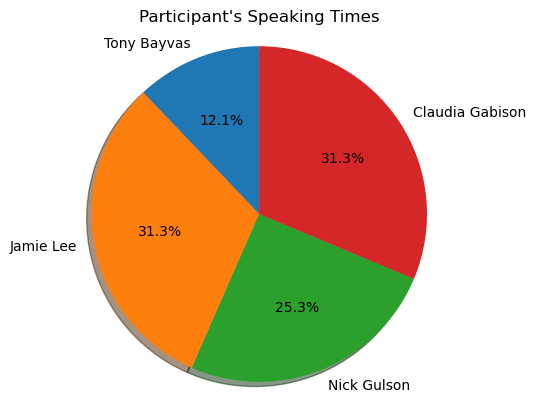 Participant's Speaking Times
Tony Bayvas
12.1%
Claudia Gabison
31.3%
Jamie Lee
31.3%
Nick Gulson
25.3%